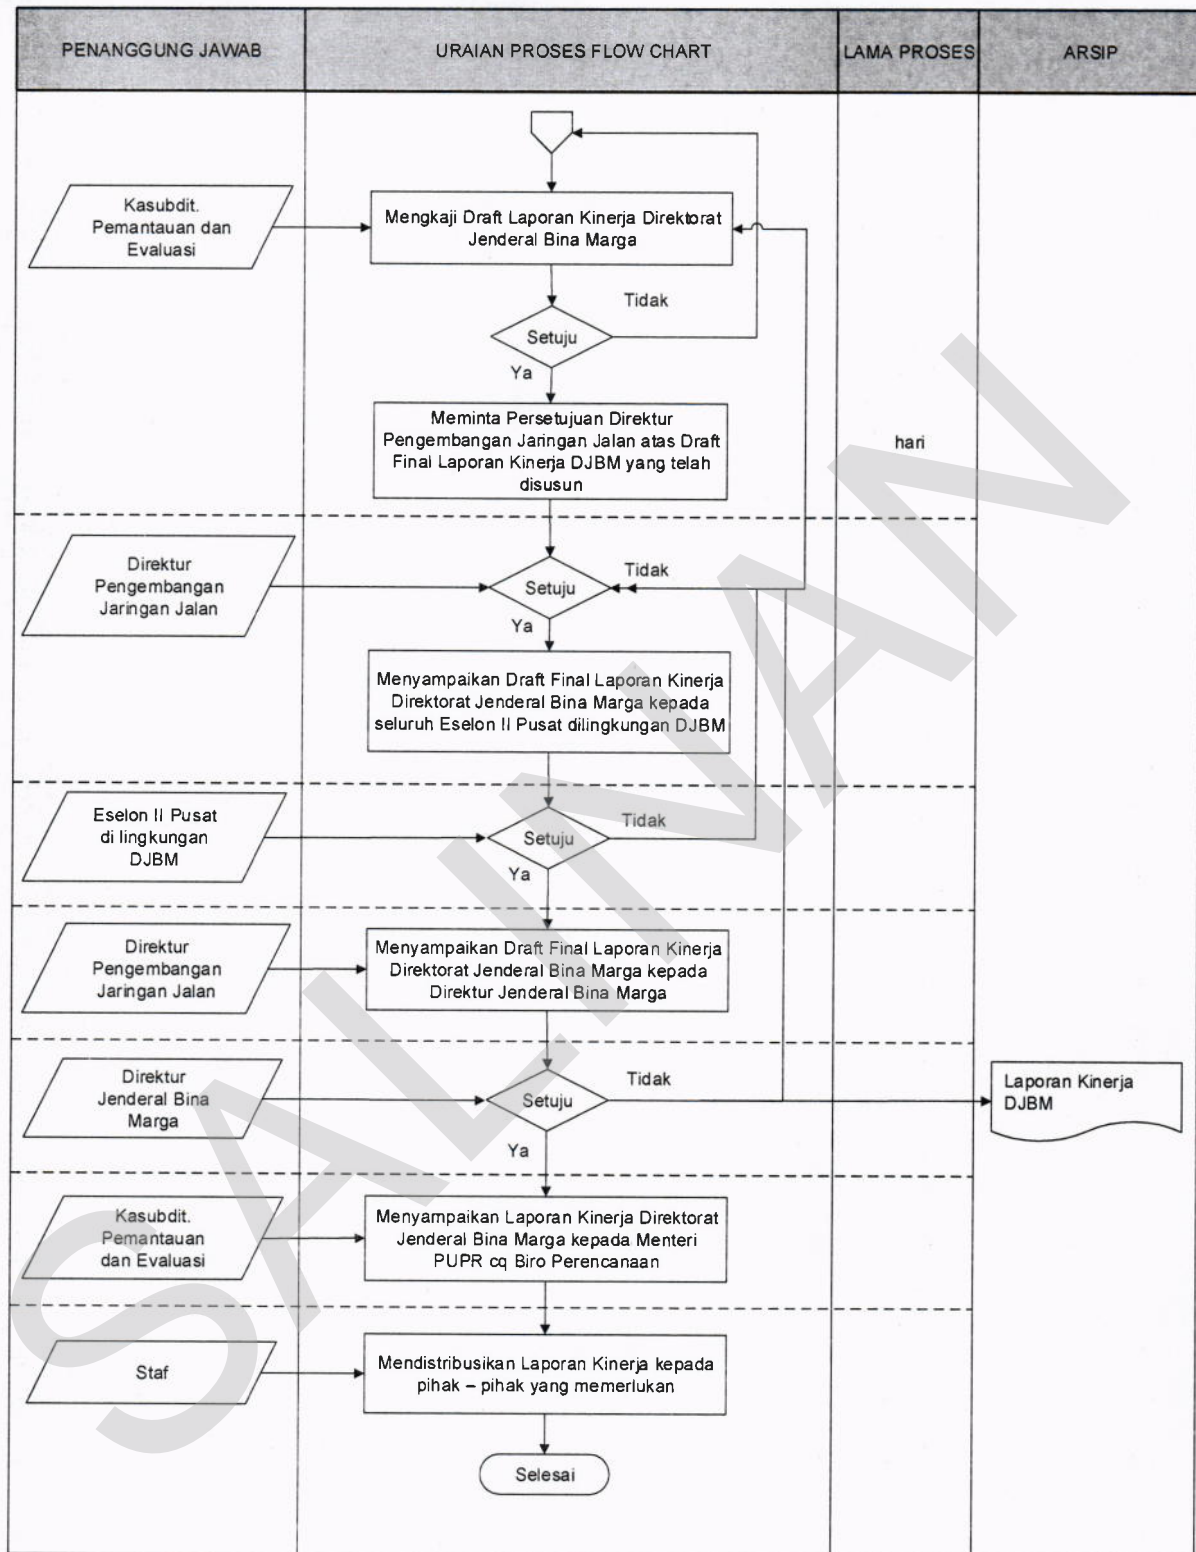 PENANGGUNG JAWAB
URAIAN PROSES FLOW CHART
LAMA PROSES
ARSIP
Kasubdit.
Pemantauan dan
Evaluasi
Mengkaji Draft Laporan Kinerja Direktorat
Jenderal Bina Marga
Tidak
Setuju
Ya
Meminta Persetujuan Direktur
Pengembangan Jaringan Jalan atas Draft
Final Laporan Kinerja DJBM yang telah
disusun
hari
Direktur
Pengembangan
Jaringan Jalan
Setuju
Tidak
Ya
Menyampaikan Draft Final Laporan Kinerja
Direktorat Jenderal Bina Marga kepada
seluruh Eselon II Pusat dilingkungan DJBM
Eselon II Pusat
di lingkungan
DJBM
Setuju
Tidak
Ya
Direktur
Pengembangan
Jaringan Jalan
Menyampaikan Draft Final Laporan Kinerja
Direktorat Jenderal Bina Marga kepada
Direktur Jenderal Bina Marga
Direktur
Jenderal Bina
Marga
Setuju
Tidak
Ya
Laporan Kinerja
DJBM
Kasubdit.
Pemantauan
dan Evaluasi
Menyampaikan Laporan Kinerja Direktorat
Jenderal Bina Marga kepada Menteri
PUPR cq Biro Perencanaan
Staf
Mendistribusikan Laporan Kinerja kepada
pihak – pihak yang memerlukan
Selesai
SALINAN